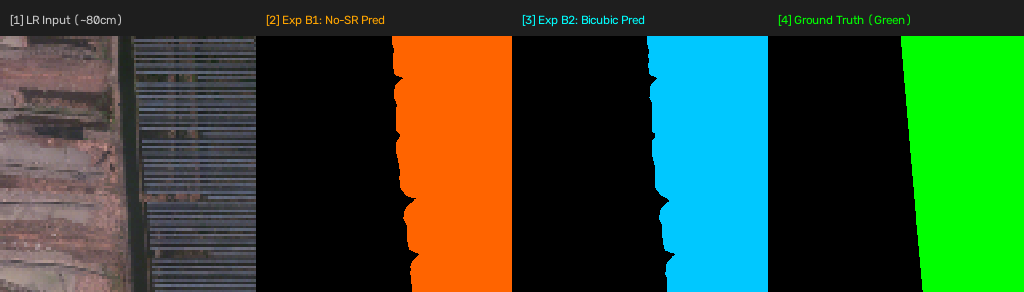 [1] LR Input (~80cm)
[2] Exp B1: No-SR Pred
[3] Exp B2: Bicubic Pred
[4] Ground Truth (Green)